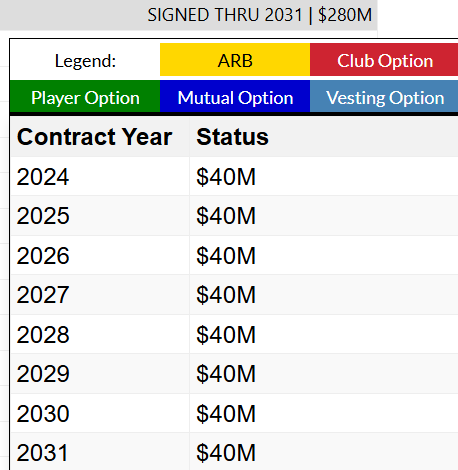 SIGNED THRU 2031 | $280M
Legend: ARB Club Option
Player Option Mutual Option Vesting Option
Contract Year Status
2024 $40M
2025 $40M
2026 $40M
2027 $40M
2028 $40M
2029 $40M
2030 $40M
2031 $40M